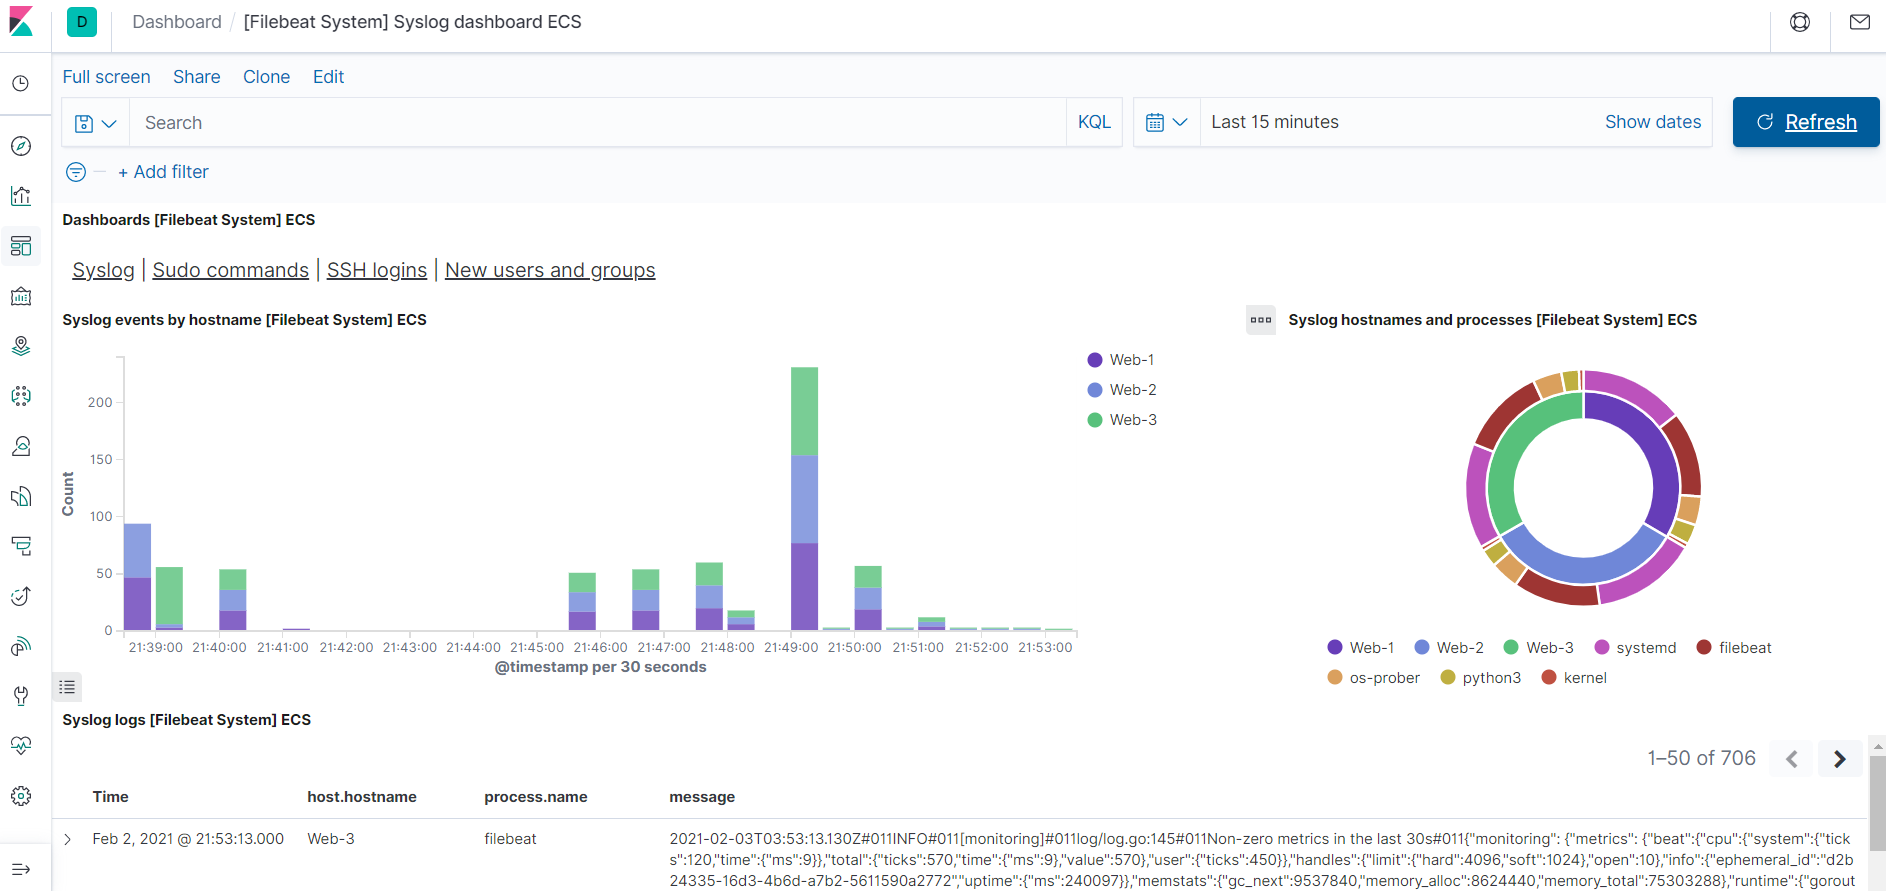 D Dashboard / [Filebeat System] Syslog dashboard ECS
Full screen Share Clone Edit
Search KQL Last 15 minutes Show dates Refresh
+ Add filter
Dashboards [Filebeat System] ECS
Syslog | Sudo commands | SSH logins | New users and groups
Syslog events by hostname [Filebeat System] ECS
Count
200
150
100
50
0
21:39:00 21:40:00 21:41:00 21:42:00 21:43:00 21:44:00 21:45:00 21:46:00 21:47:00 21:48:00 21:49:00 21:50:00 21:51:00 21:52:00 21:53:00
@timestamp per 30 seconds
Web-1
Web-2
Web-3
Syslog hostnames and processes [Filebeat System] ECS
Web-1 Web-2 Web-3 systemd filebeat
os-prober python3 kernel
Syslog logs [Filebeat System] ECS
1–50 of 706
Time host.hostname process.name message
Feb 2, 2021 @ 21:53:13.000 Web-3 filebeat 2021-02-03T03:53:13.130Z#011INFO#011[monitoring]#011log/log.go:145#011Non-zero metrics in the last 30s#011{"monitoring": {"metrics": {"beat":{"cpu":{"system":{"tick
s":120,"time":{"ms":9}},"total":{"ticks":570,"time":{"ms":9},"value":570},"user":{"ticks":450}},"handles":{"limit":{"hard":4096,"soft":1024},"open":10},"info":{"ephemeral_id":"d2b
24335-16d3-4b6d-a7b2-5611590a2772","uptime":{"ms":240097}},"memstats":{"gc_next":9537840,"memory_alloc":8624440,"memory_total":75303288},"runtime":{"gorout